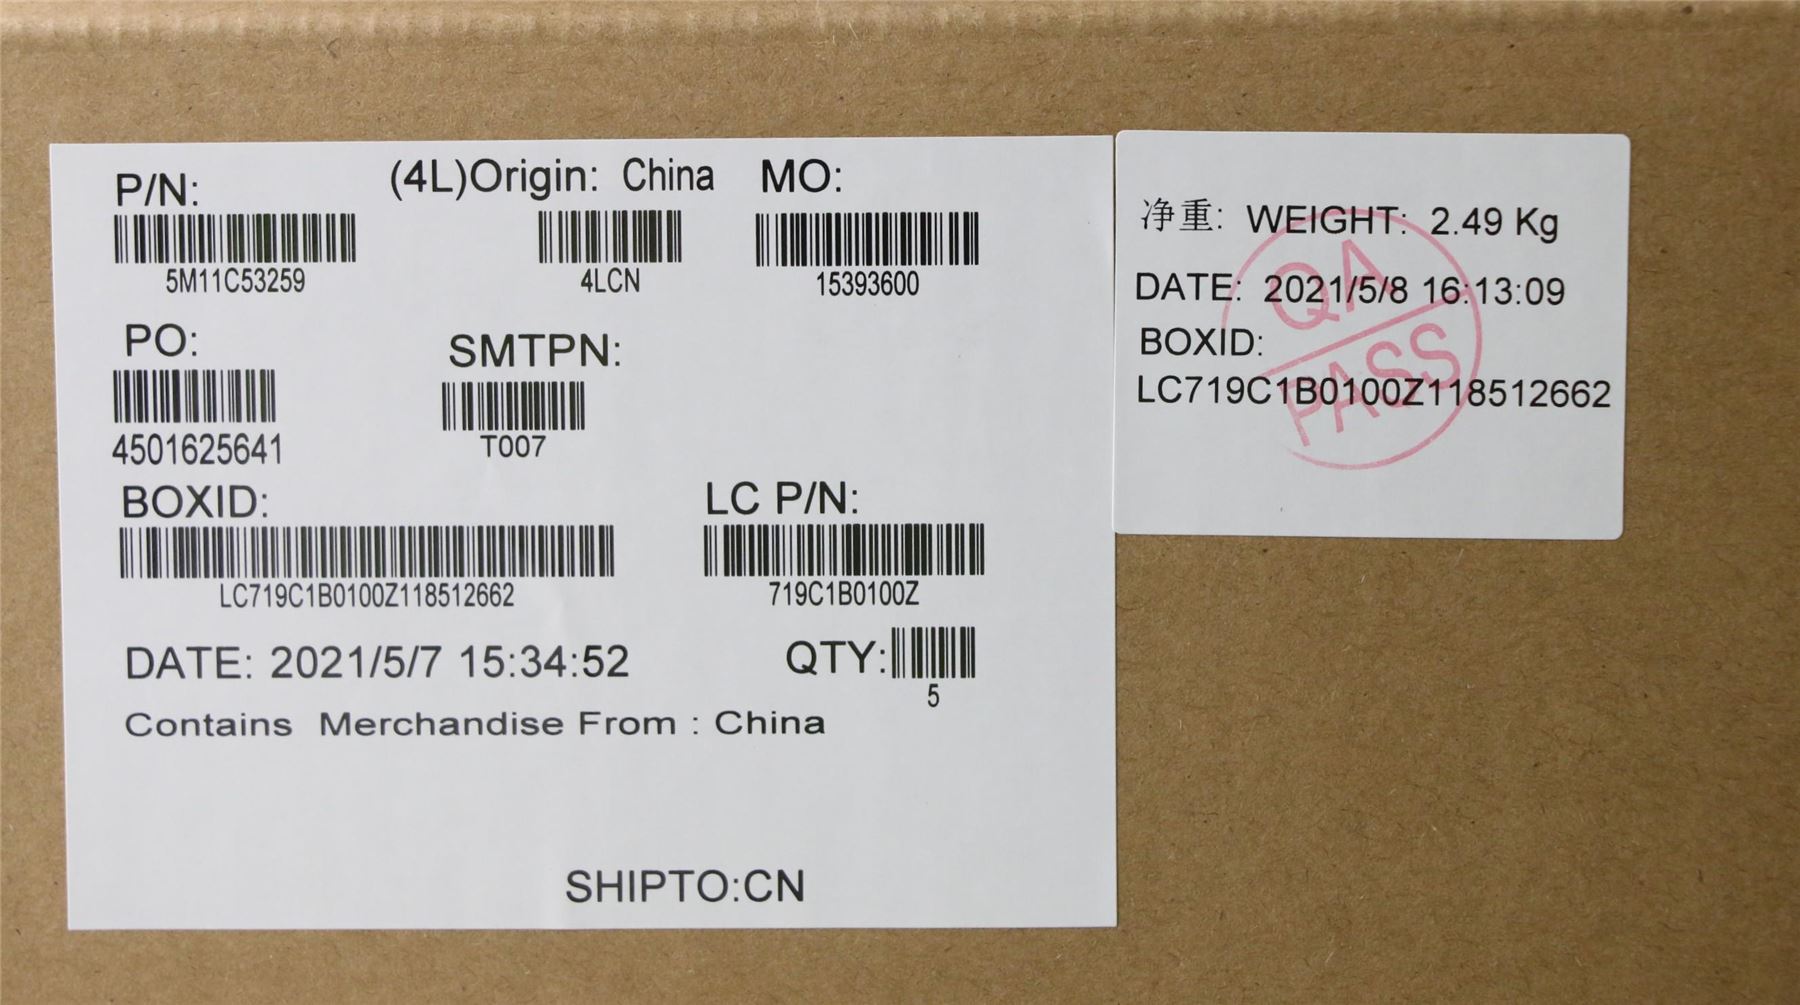 P/N: (4L)Origin: China MO:
5M11C53259 4LCN 15393600
PO: SMTPN:
4501625641 T007
BOXID: LC P/N:
LC719C1B0100Z118512662 719C1B0100Z
DATE: 2021/5/7 15:34:52 QTY:
5
Contains Merchandise From : China
SHIPTO:CN
净重: WEIGHT: 2.49 Kg
DATE: 2021/5/8 16:13:09
BOXID:
LC719C1B0100Z118512662
QA
PASS